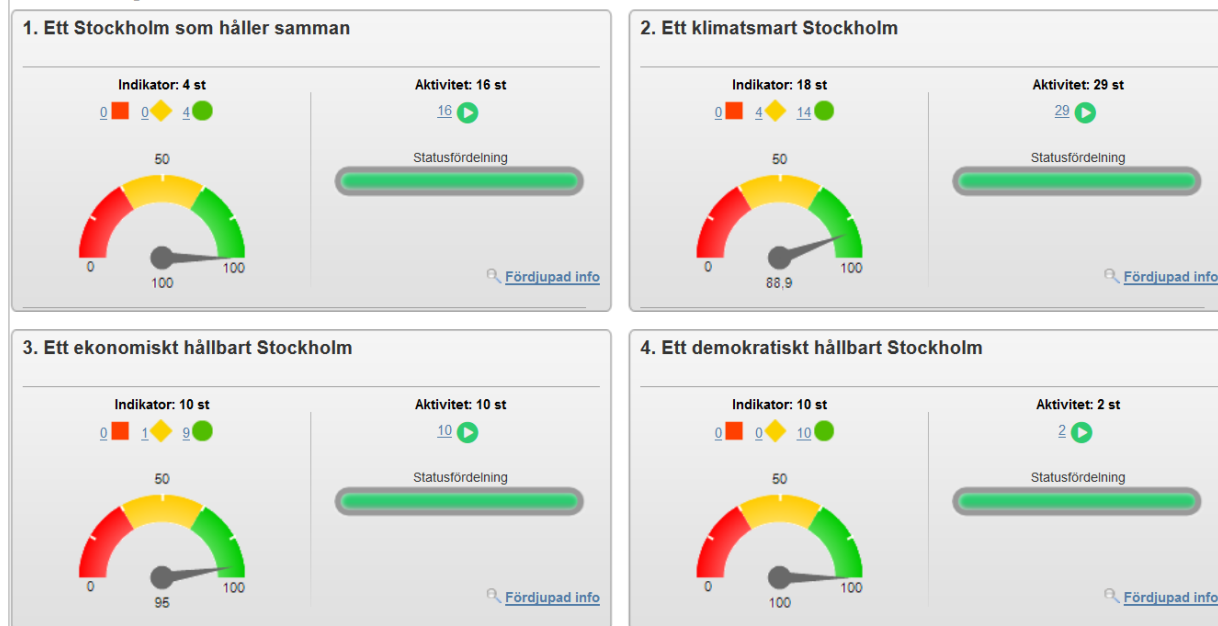 1. Ett Stockholm som håller samman
Indikator: 4 st
0 0 4
50
0
100
100
Aktivitet: 16 st
16
Statusfördelning
Fördjupad info
2. Ett klimatsmart Stockholm
Indikator: 18 st
0 4 14
50
0
100
88,9
Aktivitet: 29 st
29
Statusfördelning
Fördjupad info
3. Ett ekonomiskt hållbart Stockholm
Indikator: 10 st
0 1 9
50
0
100
95
Aktivitet: 10 st
10
Statusfördelning
Fördjupad info
4. Ett demokratiskt hållbart Stockholm
Indikator: 10 st
0 0 10
50
0
100
100
Aktivitet: 2 st
2
Statusfördelning
Fördjupad info